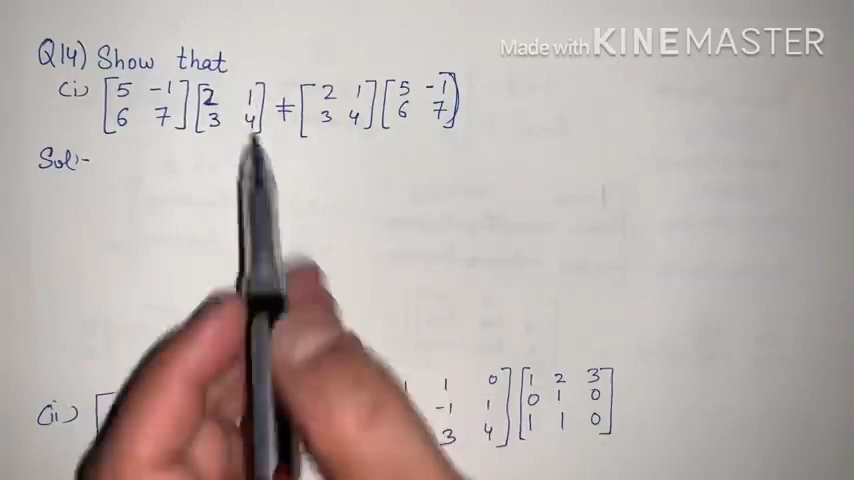 Made with KINEMASTER
Q14) Show that
(i) [5 -1 [2 1 ≠ [2 1 [5 -1
6 7] 3 4] 3 4] 6 7]
Sol:-
(ii) [ 1 0 [1 2 3
-1 1 0 1 0
3 4] 1 1 0]